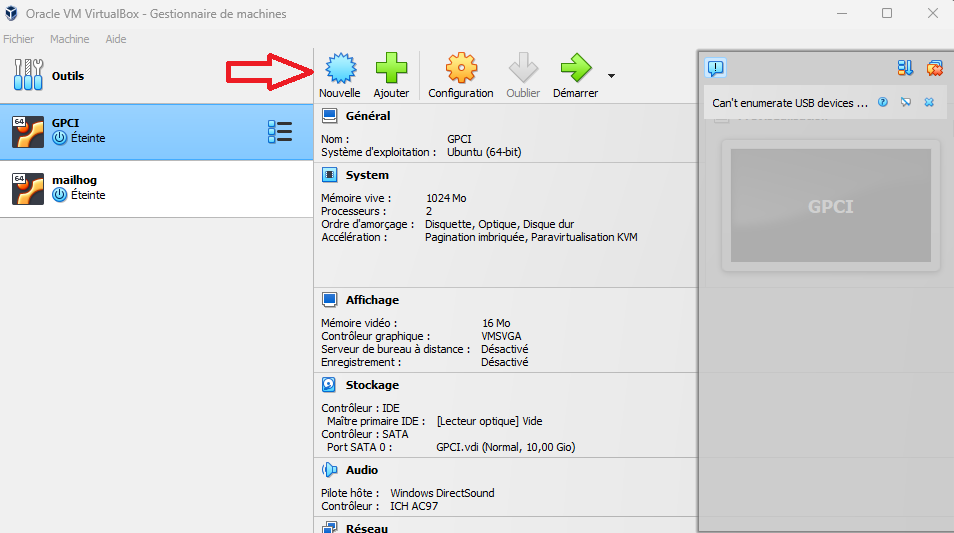 Oracle VM VirtualBox - Gestionnaire de machines
Fichier Machine Aide
Outils
Nouvelle Ajouter Configuration Oublier Démarrer
64 GPCI
Éteinte
64 mailhog
Éteinte
Général
Nom : GPCI
Système d'exploitation : Ubuntu (64-bit)
System
Mémoire vive : 1024 Mo
Processeurs : 2
Ordre d'amorçage : Disquette, Optique, Disque dur
Accélération : Pagination imbriquée, Paravirtualisation KVM
Affichage
Mémoire vidéo : 16 Mo
Contrôleur graphique : VMSVGA
Serveur de bureau à distance : Désactivé
Enregistrement : Désactivé
Stockage
Contrôleur : IDE
Maître primaire IDE : [Lecteur optique] Vide
Contrôleur : SATA
Port SATA 0 : GPCI.vdi (Normal, 10,00 Gio)
Audio
Pilote hôte : Windows DirectSound
Contrôleur : ICH AC97
Réseau
Can't enumerate USB devices ...
GPCI